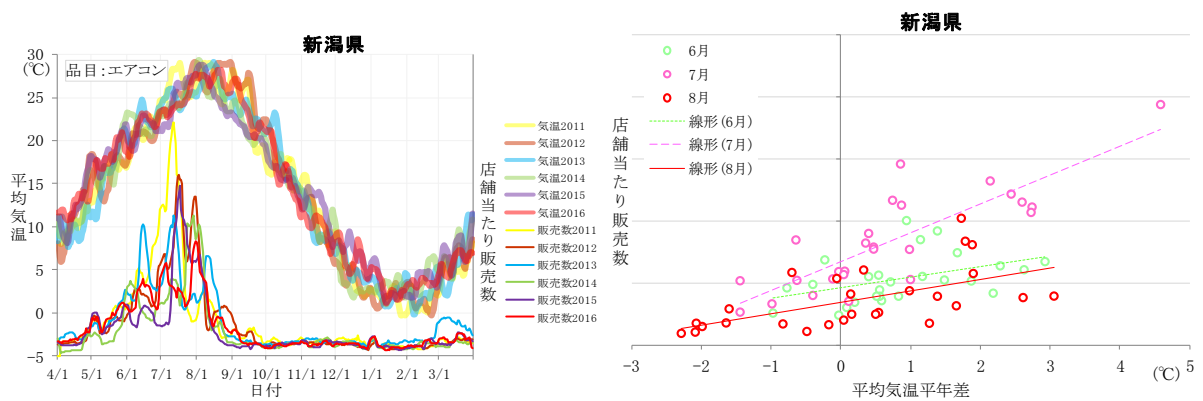 新潟県
30
(℃)
品目:エアコン
25
20
15
10
5
0
−5
平均気温
4/1 5/1 6/1 7/1 8/1 9/1 10/1 11/1 12/1 1/1 2/1 3/1
日付
気温2011
気温2012
気温2013
気温2014
気温2015
気温2016
販売数2011
販売数2012
販売数2013
販売数2014
販売数2015
販売数2016
店舗当たり販売数
新潟県
6月
7月
8月
線形 (6月)
線形 (7月)
線形 (8月)
店舗当たり販売数
−3 −2 −1 0 1 2 3 4 5
平均気温平年差
(℃)